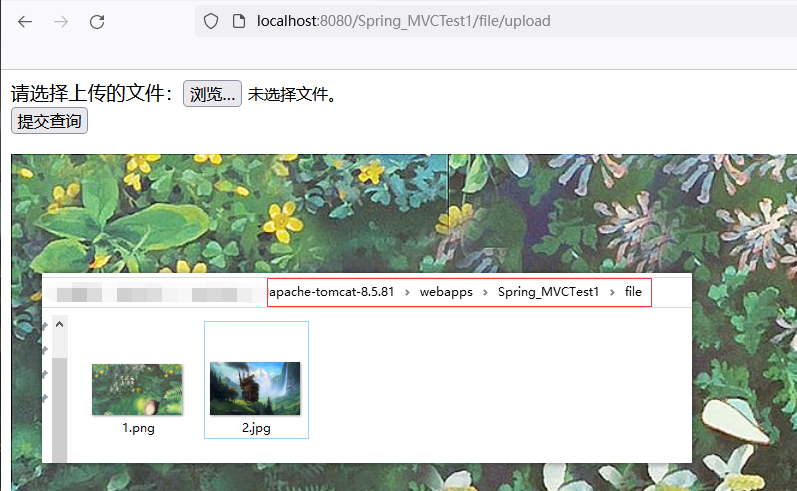 localhost:8080/Spring_MVCTest1/file/upload
请选择上传的文件： 浏览... 未选择文件。
提交查询
apache-tomcat-8.5.81 > webapps > Spring_MVCTest1 > file
1.png 2.jpg